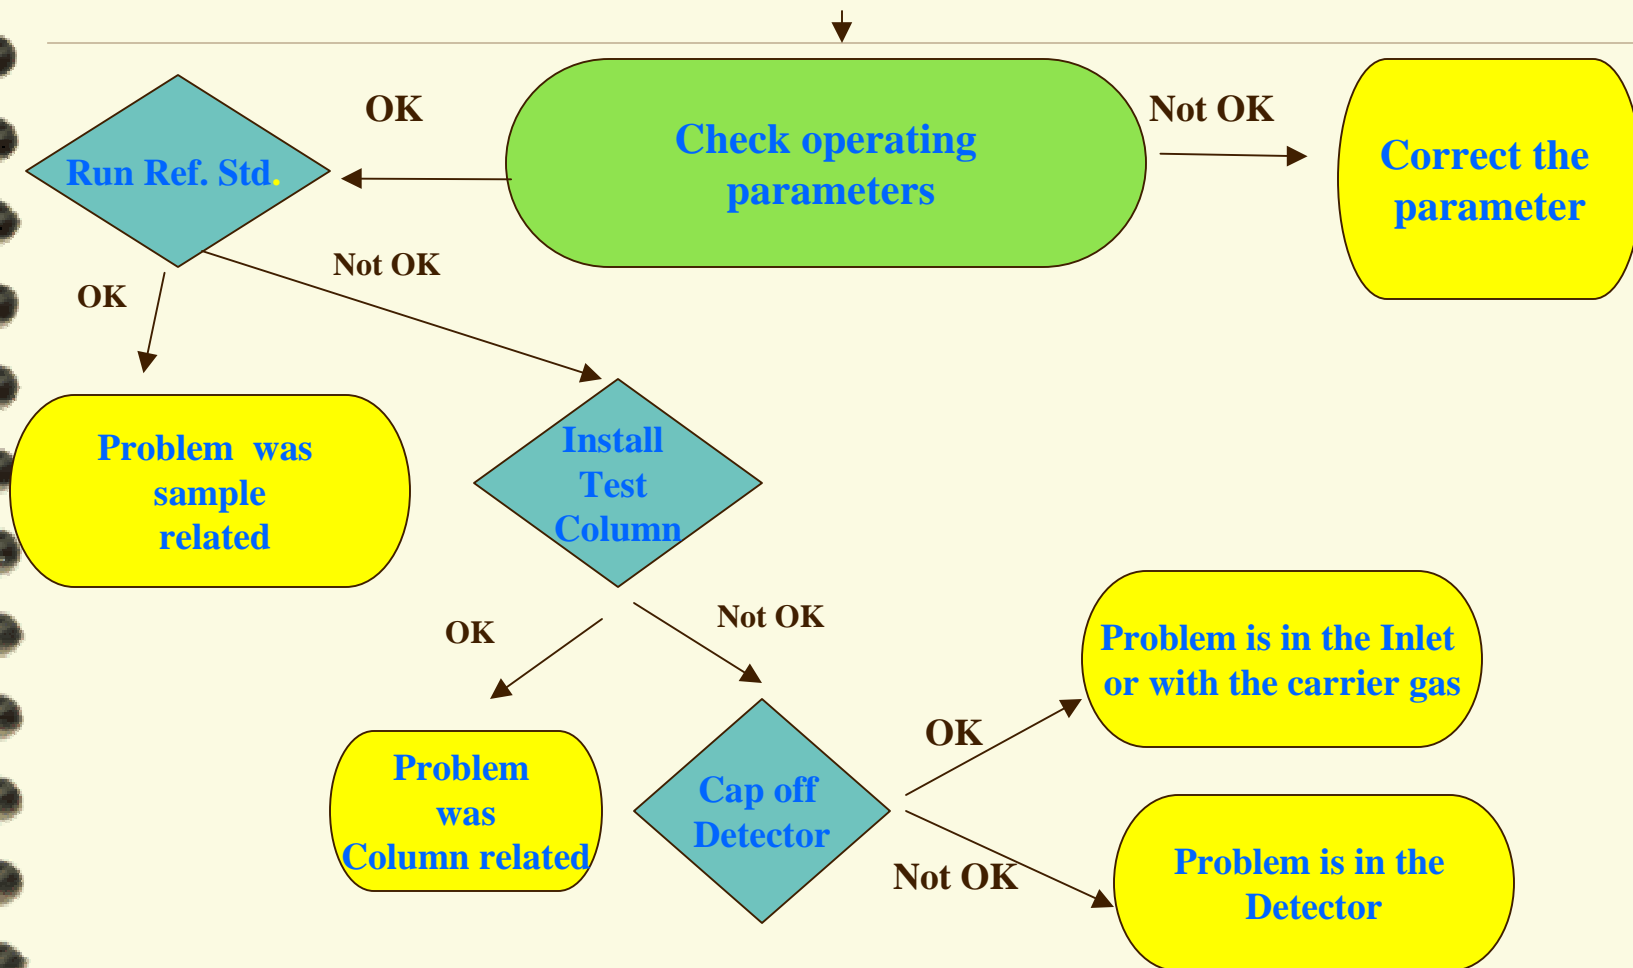 OK
Check operating
parameters
Not OK
Correct the
parameter
Run Ref. Std.
Not OK
OK
Problem was
sample
related
Install
Test
Column
OK
Not OK
Problem is in the Inlet
or with the carrier gas
Problem
was
Column related
Cap off
Detector
OK
Not OK
Problem is in the
Detector